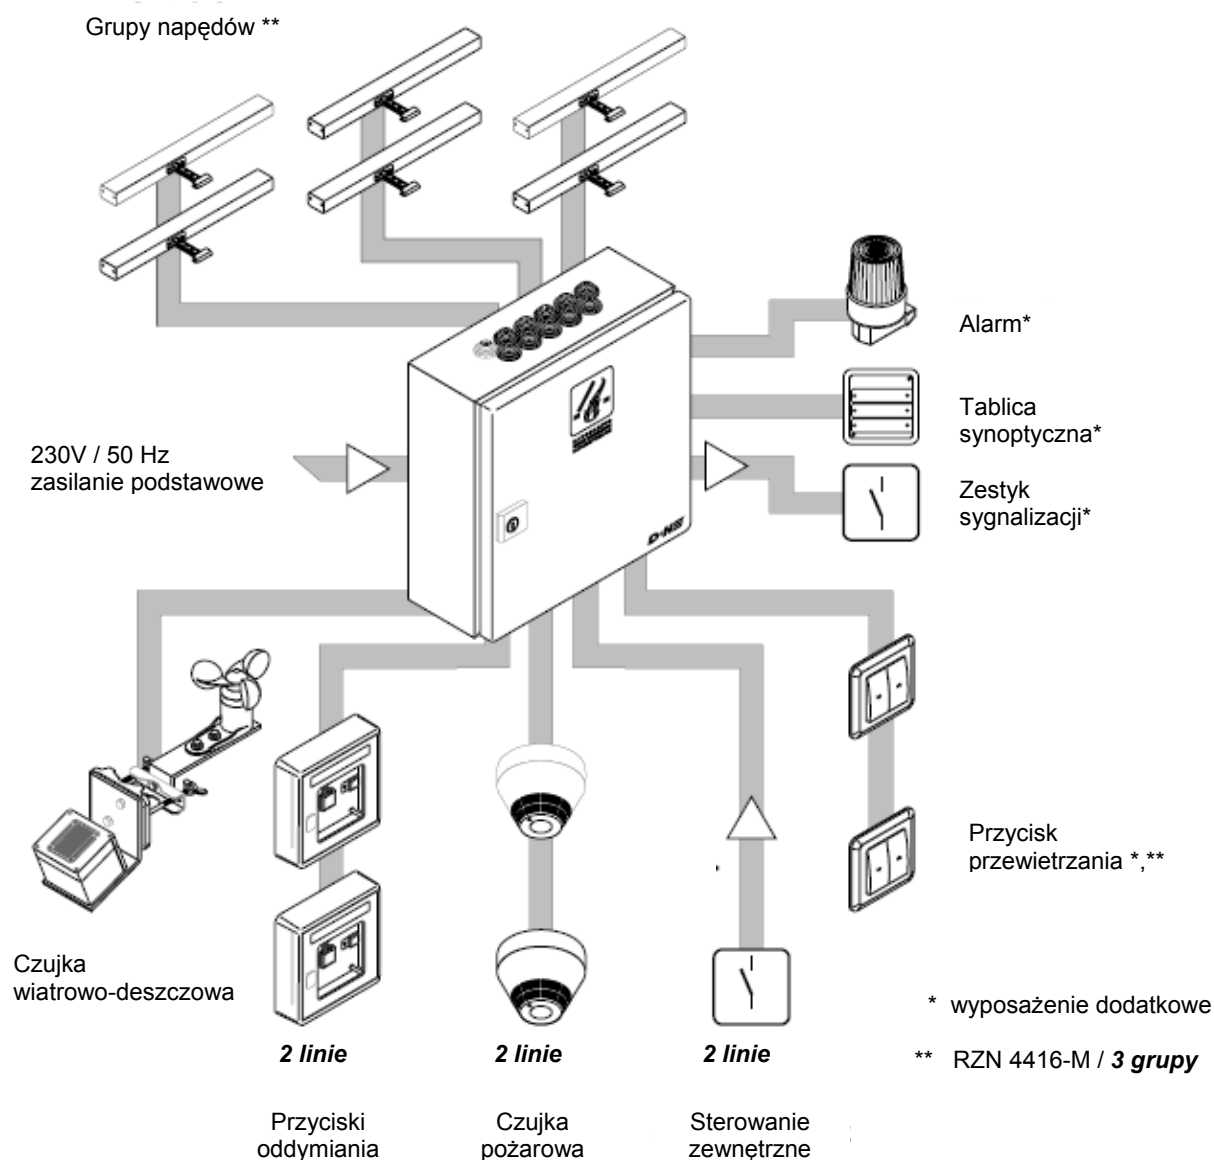 Grupy napędów **
Alarm*
Tablica
synoptyczna*
230V / 50 Hz
zasilanie podstawowe
Zestyk
sygnalizacji*
D+H
Przycisk
przewietrzania *,**
Czujka
wiatrowo-deszczowa
* wyposażenie dodatkowe
2 linie
2 linie
2 linie
** RZN 4416-M / 3 grupy
Przyciski
oddymiania
Czujka
pożarowa
Sterowanie
zewnętrzne